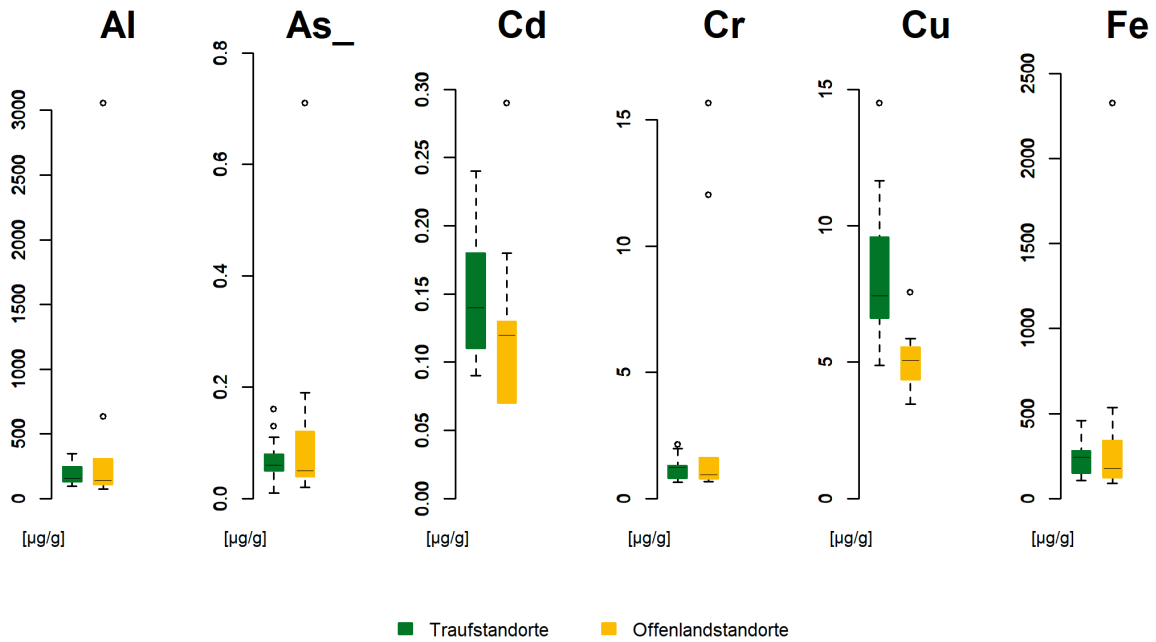 Al As_ Cd Cr Cu Fe
0 500 1000 1500 2000 2500 3000
0.0 0.2 0.4 0.6 0.8
0.00 0.05 0.10 0.15 0.20 0.25 0.30
0 5 10 15
0 5 10 15
0 500 1000 1500 2000 2500
[µg/g] [µg/g] [µg/g] [µg/g] [µg/g] [µg/g]
Traufstandorte Offenlandstandorte